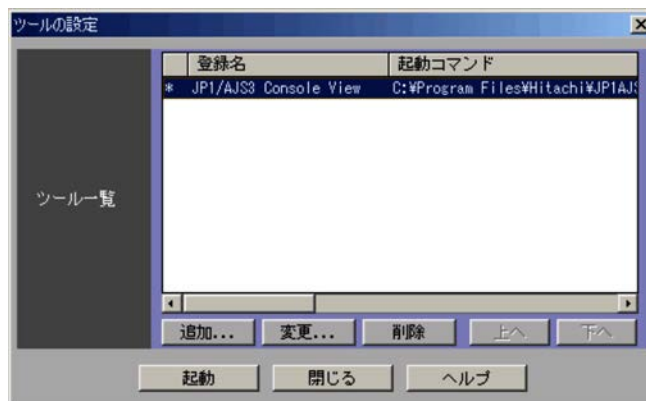 ツールの設定
登録名 起動コマンド
* JP1/AJS3 Console View C:¥Program Files¥Hitachi¥JP1AJS
ツール一覧
追加... 変更... 削除 上へ 下へ
起動 閉じる ヘルプ